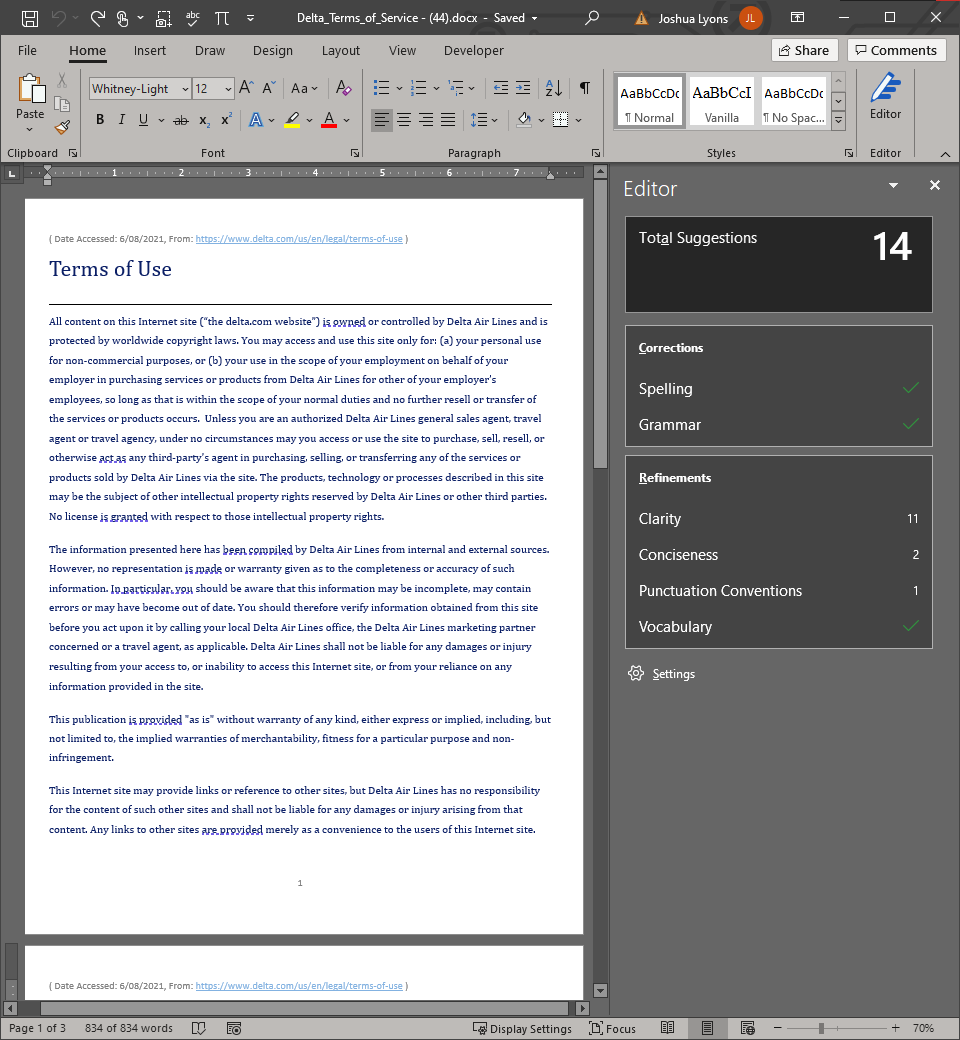 Delta_Terms_of_Service - (44).docx - Saved
Joshua Lyons JL
File Home Insert Draw Design Layout View Developer Share Comments
Paste
Whitney-Light 12
Aa
B I U ab x2 x2 A A
AaBbCcDc AaBbCcI AaBbCcDc
¶ Normal Vanilla ¶ No Spac...
Editor
Clipboard Font Paragraph Styles Editor
1 2 3 4 5 6 7
( Date Accessed: 6/08/2021, From: https://www.delta.com/us/en/legal/terms-of-use )
Terms of Use
All content on this Internet site (“the delta.com website”) is owned or controlled by Delta Air Lines and is
protected by worldwide copyright laws. You may access and use this site only for: (a) your personal use
for non-commercial purposes, or (b) your use in the scope of your employment on behalf of your
employer in purchasing services or products from Delta Air Lines for other of your employer's
employees, so long as that is within the scope of your normal duties and no further resell or transfer of
the services or products occurs.  Unless you are an authorized Delta Air Lines general sales agent, travel
agent or travel agency, under no circumstances may you access or use the site to purchase, sell, resell, or
otherwise act as any third-party's agent in purchasing, selling, or transferring any of the services or
products sold by Delta Air Lines via the site. The products, technology or processes described in this site
may be the subject of other intellectual property rights reserved by Delta Air Lines or other third parties.
No license is granted with respect to those intellectual property rights.
The information presented here has been compiled by Delta Air Lines from internal and external sources.
However, no representation is made or warranty given as to the completeness or accuracy of such
information. In particular, you should be aware that this information may be incomplete, may contain
errors or may have become out of date. You should therefore verify information obtained from this site
before you act upon it by calling your local Delta Air Lines office, the Delta Air Lines marketing partner
concerned or a travel agent, as applicable. Delta Air Lines shall not be liable for any damages or injury
resulting from your access to, or inability to access this Internet site, or from your reliance on any
information provided in the site.
This publication is provided "as is" without warranty of any kind, either express or implied, including, but
not limited to, the implied warranties of merchantability, fitness for a particular purpose and non-
infringement.
This Internet site may provide links or reference to other sites, but Delta Air Lines has no responsibility
for the content of such other sites and shall not be liable for any damages or injury arising from that
content. Any links to other sites are provided merely as a convenience to the users of this Internet site.
1
( Date Accessed: 6/08/2021, From: https://www.delta.com/us/en/legal/terms-of-use )
Editor
Total Suggestions 14
Corrections
Spelling
Grammar
Refinements
Clarity 11
Conciseness 2
Punctuation Conventions 1
Vocabulary
Settings
Page 1 of 3 834 of 834 words Display Settings Focus 70%